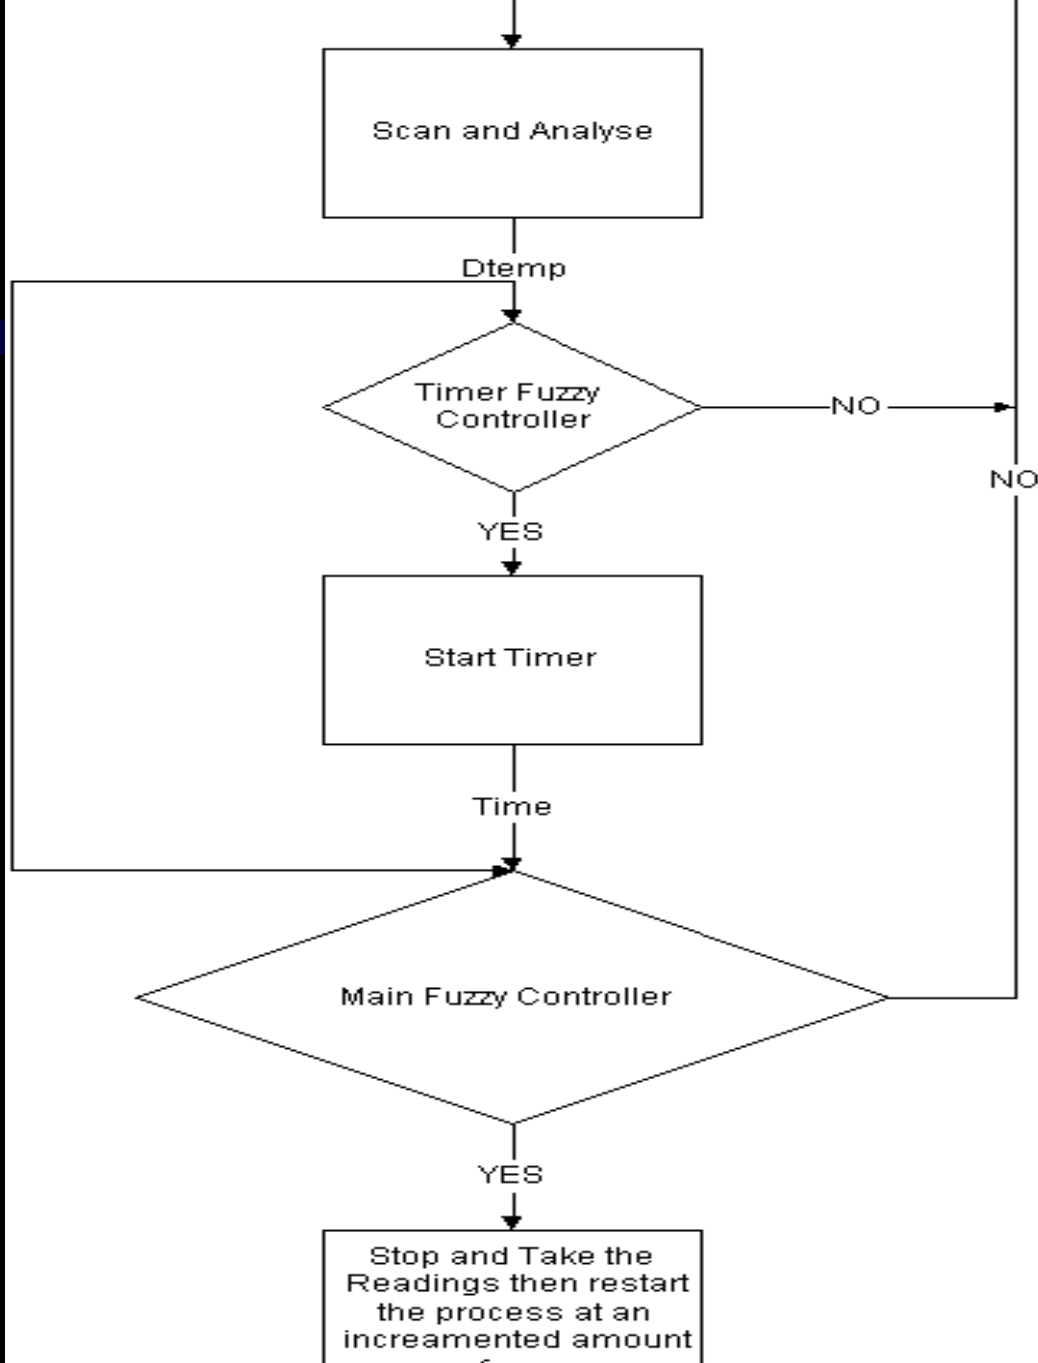 Scan and Analyse
Dtemp
Timer Fuzzy
Controller
NO
NO
YES
Start Timer
Time
Main Fuzzy Controller
YES
Stop and Take the
Readings then restart
the process at an
increamented amount